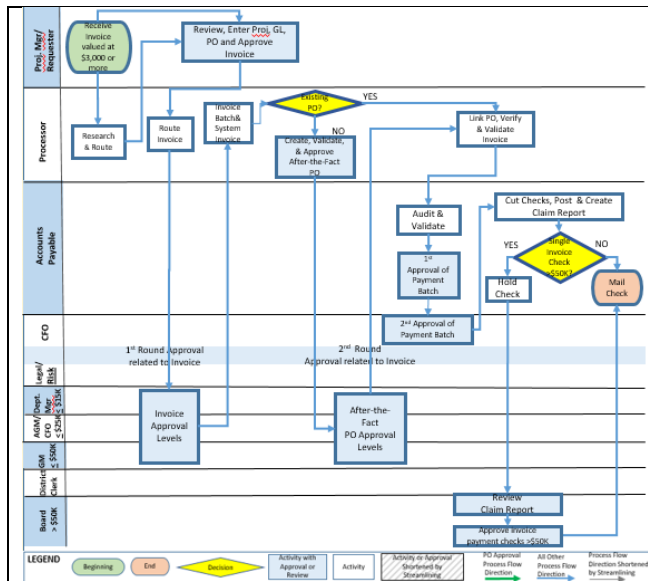 Proj. Mgr/
Requester
Receive
Invoice
valued at
$3,000 or
more
Review, Enter Proj, GL,
PO and Approve
Invoice
Processor
Research
& Route
Route
Invoice
Invoice
Batch&
System
Invoice
Existing
PO?
YES
NO
Create, Validate,
& Approve
After-the-Fact
PO
Link PO, Verify &
Validate
Invoice
Accounts
Payable
Audit &
Validate
1st
Approval of
Payment
Batch
Cut Checks, Post & Create
Claim Report
YES
Single
Invoice
Check
>$50K?
NO
Hold
Check
Mail
Check
CFO
2nd Approval of
Payment Batch
Legal/
Risk
1st Round Approval
related to Invoice
2nd Round
Approval related to Invoice
Dept.
Mgr
≤ $15K
AGM/
CFO
≤ $25K
GM
≤ $50K
Invoice
Approval
Levels
After-the-
Fact
PO Approval
Levels
District
Clerk
Board
> $50K
Review
Claim Report
Approve Invoice
payment checks >$50K
LEGEND
Beginning
End
Decision
Activity with
Approval or
Review
Activity
Activity or Approval
Shortened by
Streamlining
PO Approval
Process Flow
Direction
All Other
Process Flow
Direction
Process Flow
Direction Shortened
by Streamlining